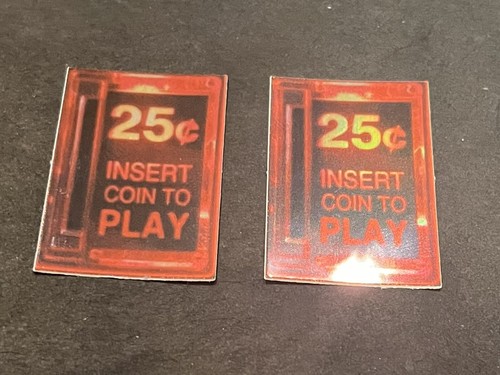 25¢
INSERT
COIN TO
PLAY
25¢
INSERT
COIN TO
PLAY